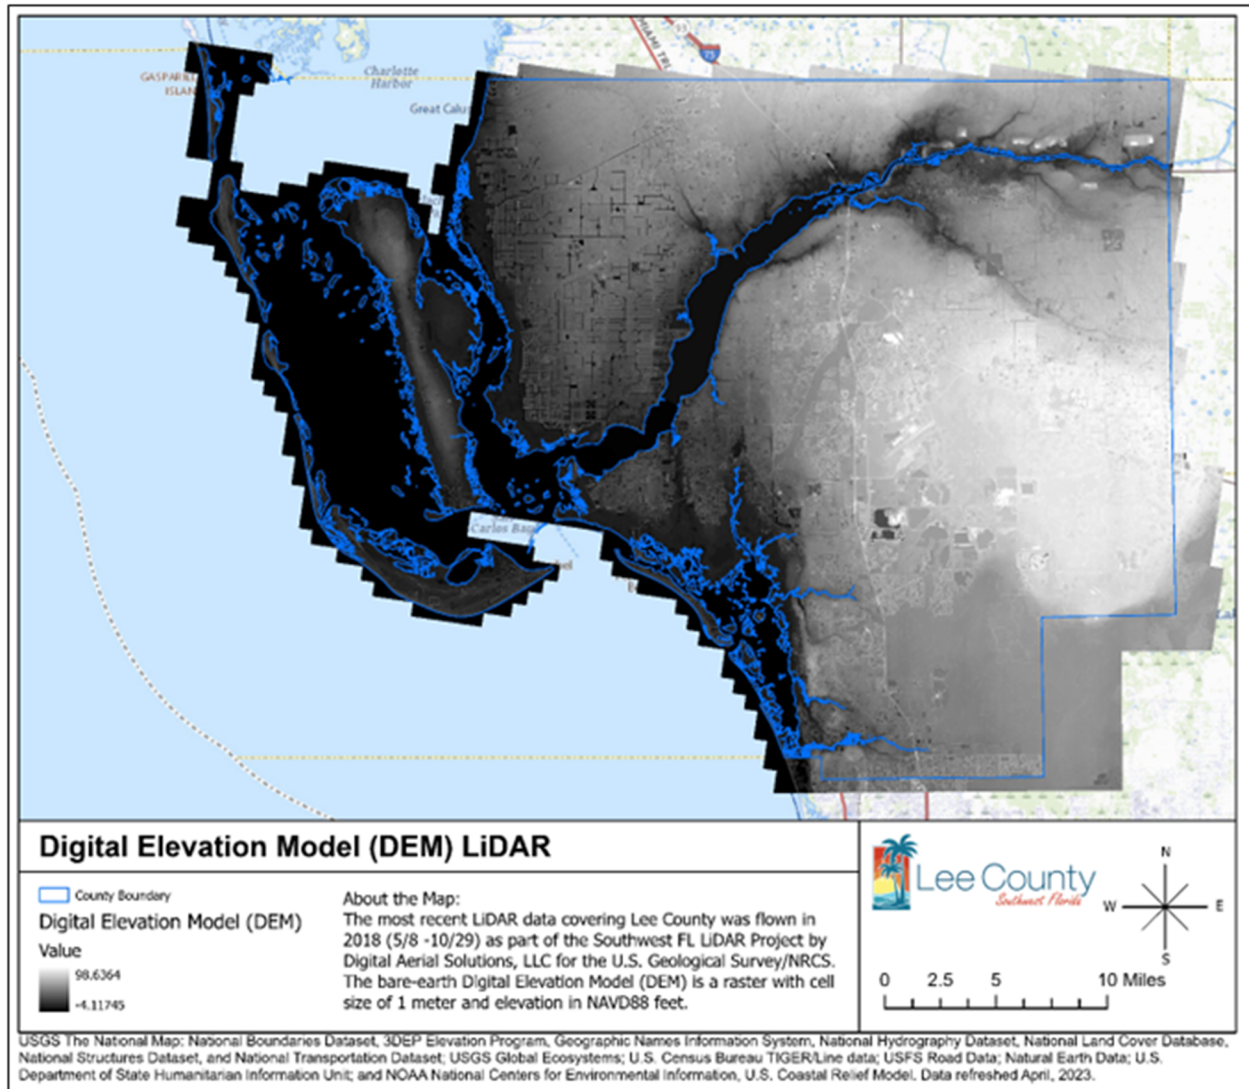 MIAMI TRL
93
75
Charlotte
Harbor
GASPARIL
ISLAN
Great Calus
Carlos Bay
Digital Elevation Model (DEM) LiDAR
County Boundary
Digital Elevation Model (DEM)
Value
98.6364
-4.11745
About the Map:
The most recent LiDAR data covering Lee County was flown in
2018 (5/8 -10/29) as part of the Southwest FL LiDAR Project by
Digital Aerial Solutions, LLC for the U.S. Geological Survey/NRCS.
The bare-earth Digital Elevation Model (DEM) is a raster with cell
size of 1 meter and elevation in NAVD88 feet.
Lee County
Southwest Florida
N
W E
S
0 2.5 5 10 Miles
USGS The National Map: National Boundaries Dataset, 3DEP Elevation Program, Geographic Names Information System, National Hydrography Dataset, National Land Cover Database,
National Structures Dataset, and National Transportation Dataset; USGS Global Ecosystems; U.S. Census Bureau TIGER/Line data; USFS Road Data; Natural Earth Data; U.S.
Department of State Humanitarian Information Unit; and NOAA National Centers for Environmental Information, U.S. Coastal Relief Model. Data refreshed April, 2023.